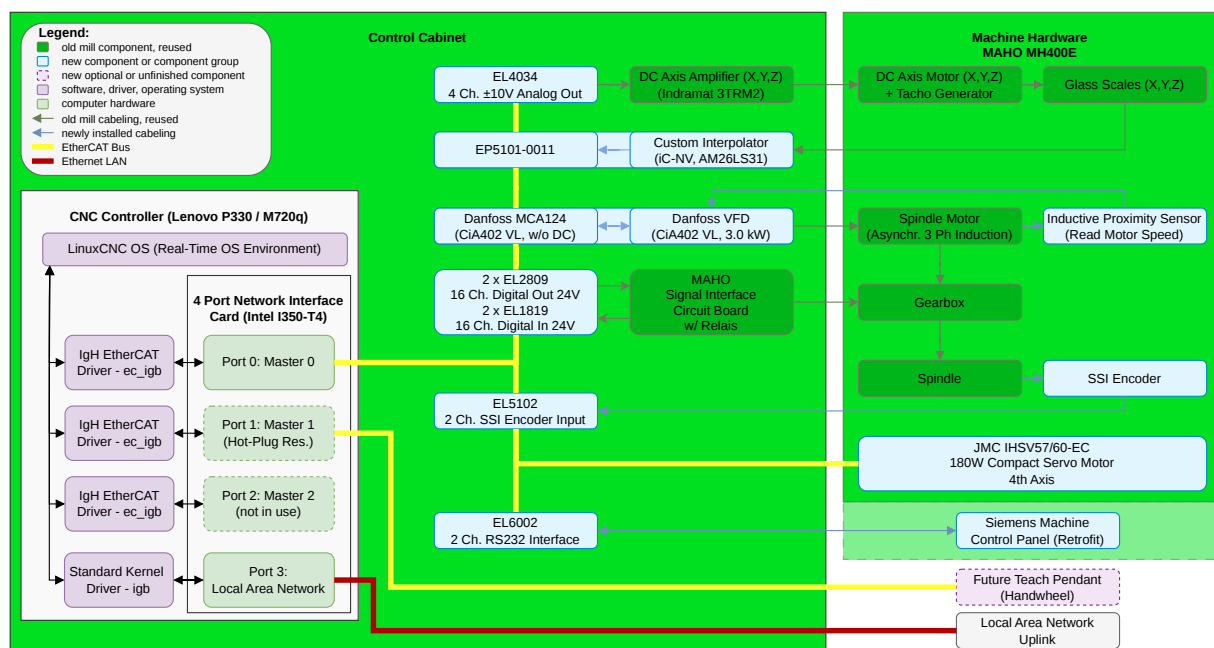 Legend:
old mill component, reused
new component or component group
new optional or unfinished component
software, driver, operating system
computer hardware
old mill cabeling, reused
newly installed cabeling
EtherCAT Bus
Ethernet LAN
Control Cabinet
Machine Hardware
MAHO MH400E
EL4034
4 Ch. ±10V Analog Out
DC Axis Amplifier (X,Y,Z)
(Indramat 3TRM2)
DC Axis Motor (X,Y,Z)
+ Tacho Generator
Glass Scales (X,Y,Z)
EP5101-0011
Custom Interpolator
(iC-NV, AM26LS31)
CNC Controller (Lenovo P330 / M720q)
LinuxCNC OS (Real-Time OS Environment)
Danfoss MCA124
(CiA402 VL, w/o DC)
Danfoss VFD
(CiA402 VL, 3.0 kW)
Spindle Motor
(Asynchr. 3 Ph Induction)
Inductive Proximity Sensor
(Read Motor Speed)
2 x EL2809
16 Ch. Digital Out 24V
2 x EL1819
16 Ch. Digital In 24V
MAHO
Signal Interface
Circuit Board
w/ Relais
Gearbox
4 Port Network Interface
Card (Intel I350-T4)
IgH EtherCAT
Driver - ec_igb
Port 0: Master 0
Spindle
SSI Encoder
IgH EtherCAT
Driver - ec_igb
Port 1: Master 1
(Hot-Plug Res.)
EL5102
2 Ch. SSI Encoder Input
JMC IHSV57/60-EC
180W Compact Servo Motor
4th Axis
IgH EtherCAT
Driver - ec_igb
Port 2: Master 2
(not in use)
EL6002
2 Ch. RS232 Interface
Siemens Machine
Control Panel (Retrofit)
Standard Kernel
Driver - igb
Port 3:
Local Area Network
Future Teach Pendant
(Handwheel)
Local Area Network
Uplink